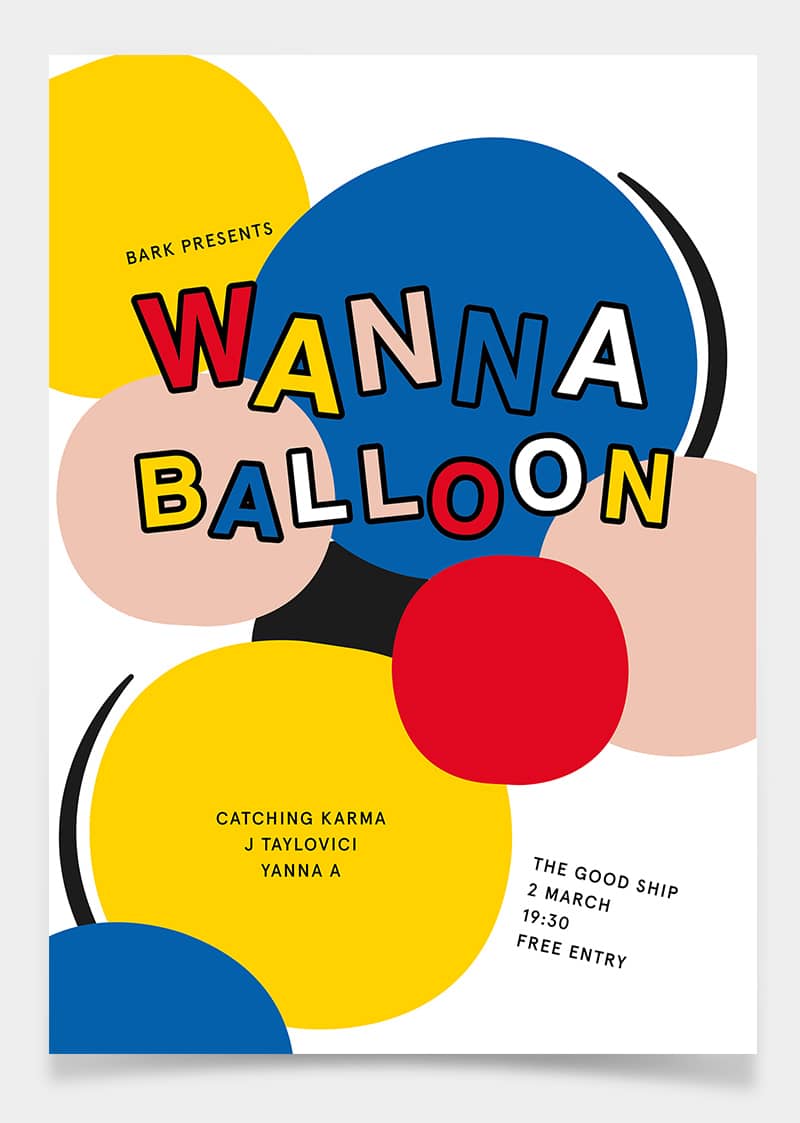 BARK PRESENTS
WANNA
BALLOON
CATCHING KARMA
J TAYLOVICI
YANNA A
THE GOOD SHIP
2 MARCH
19:30
FREE ENTRY